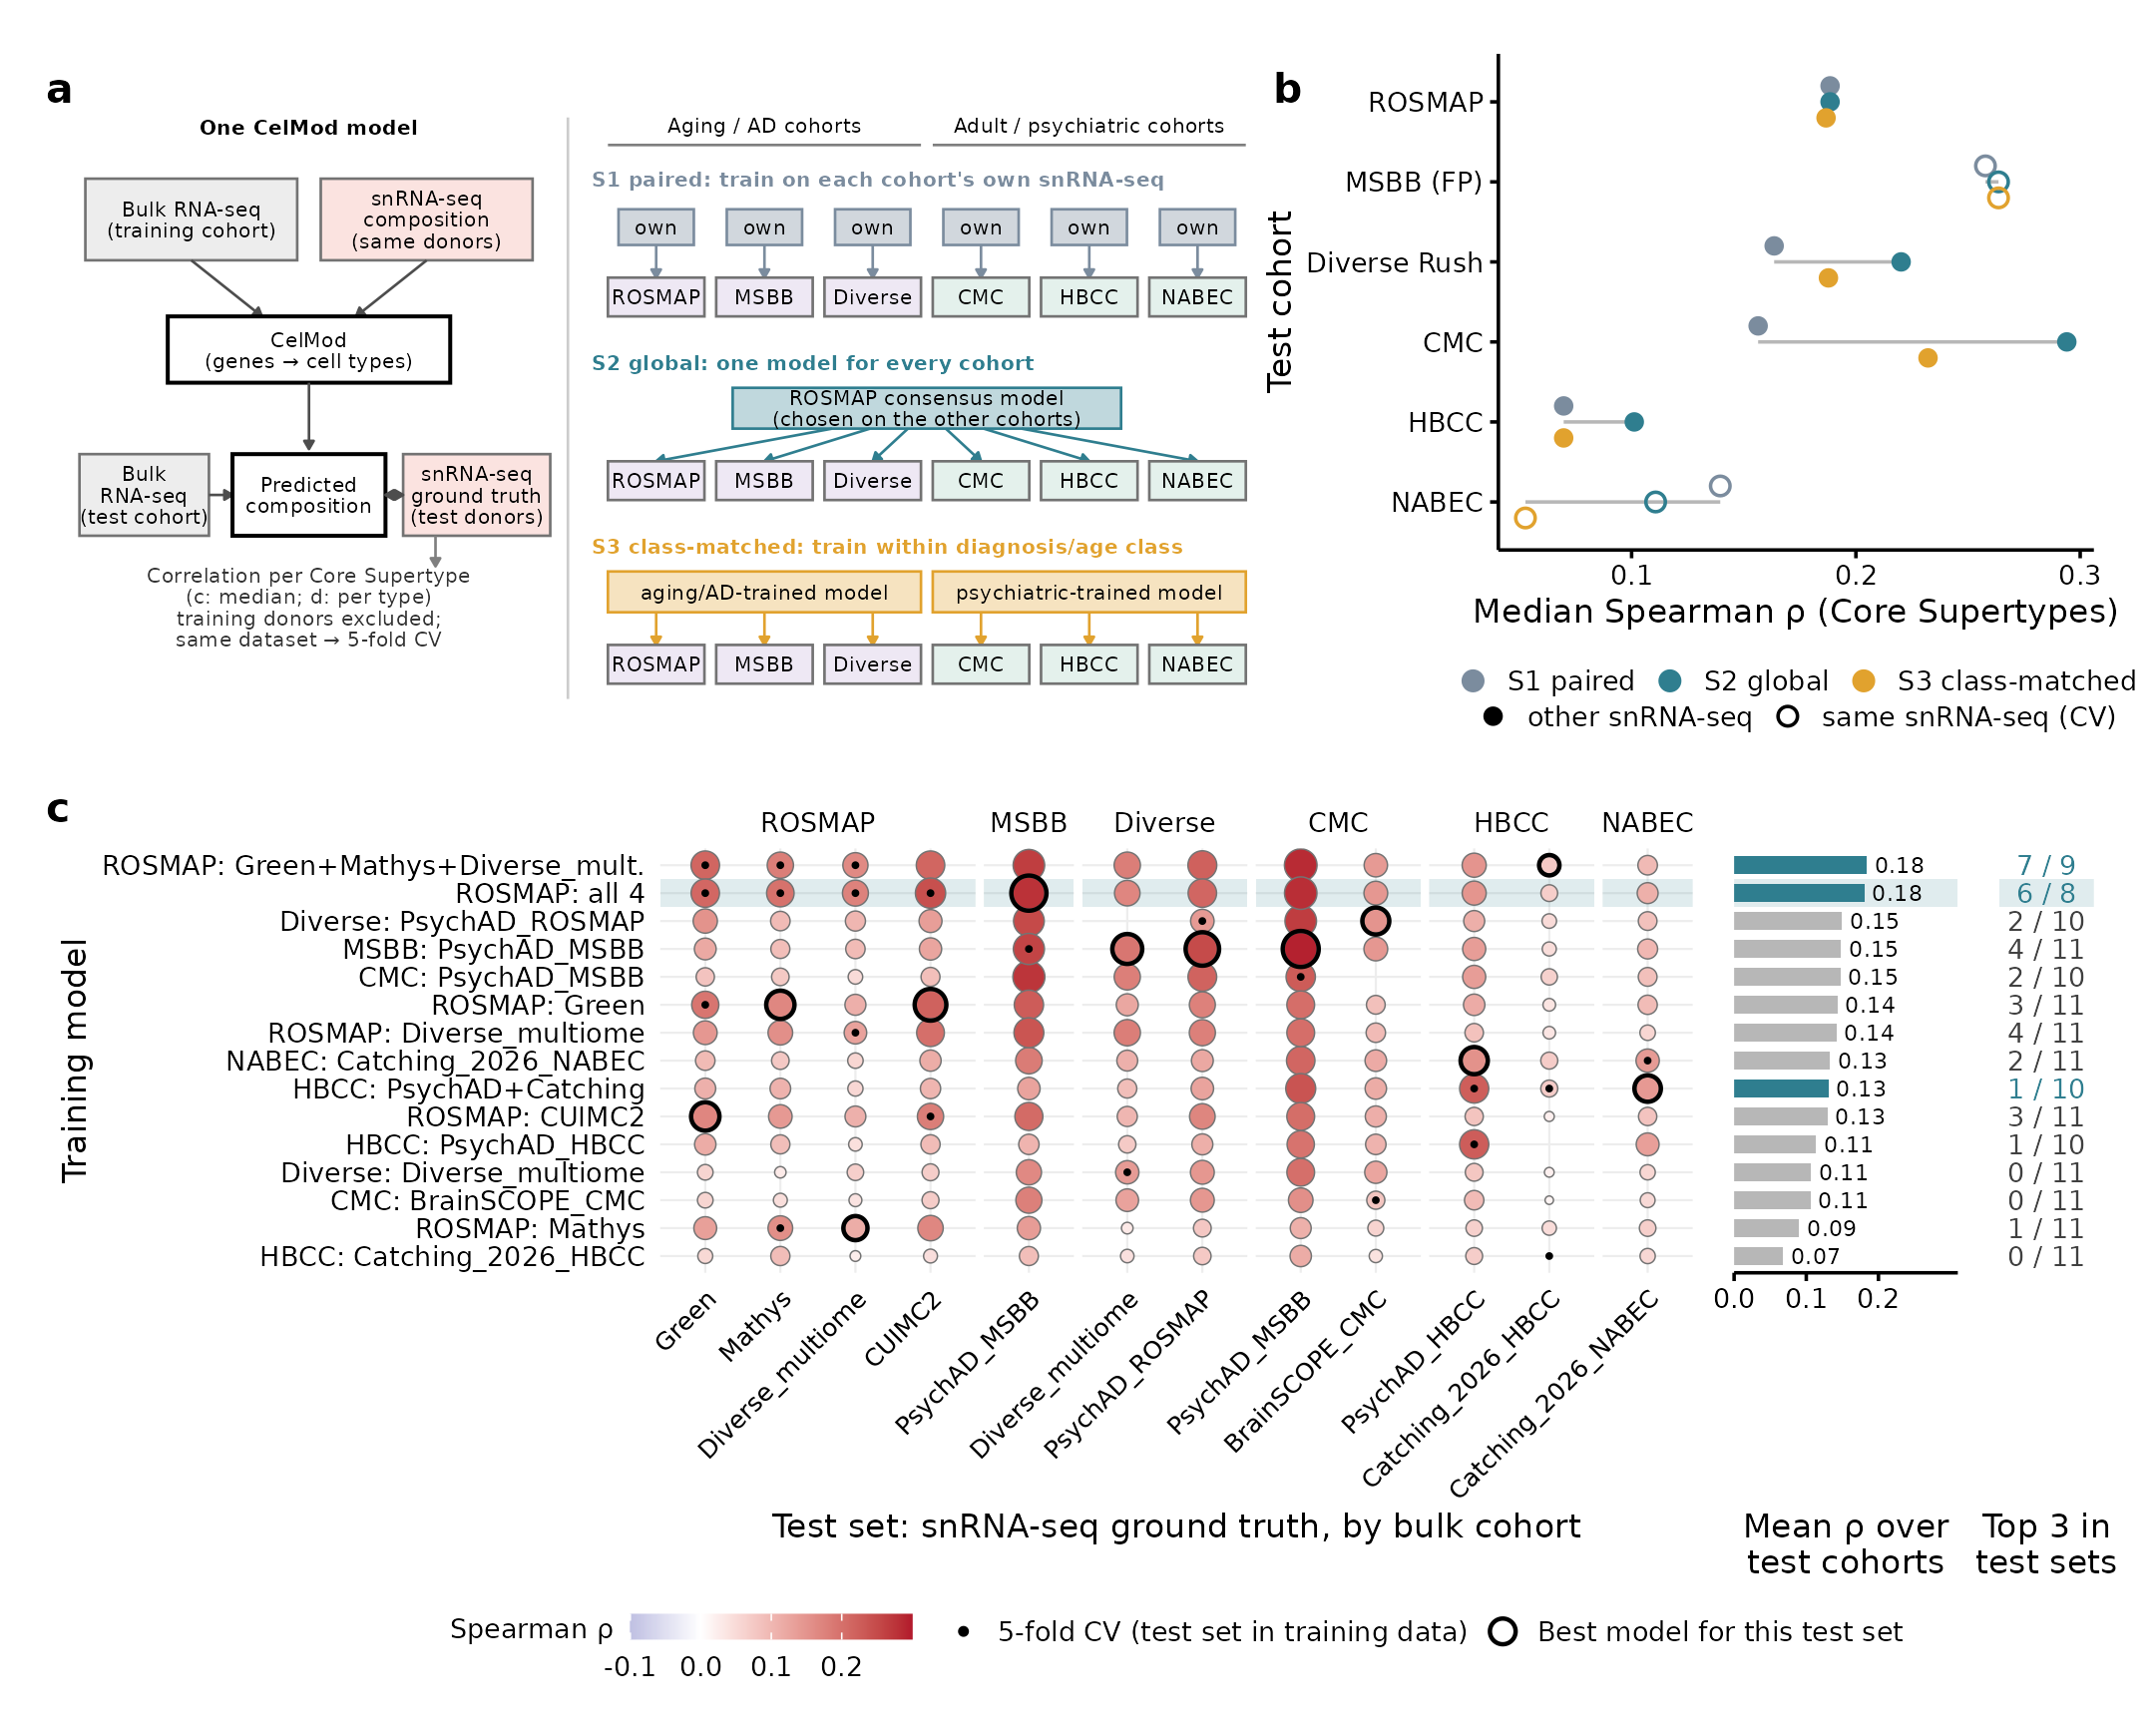 a
One CelMod model
Bulk RNA-seq
(training cohort)
snRNA-seq
composition
(same donors)
CelMod
(genes → cell types)
Bulk
RNA-seq
(test cohort)
Predicted
composition
snRNA-seq
ground truth
(test donors)
Correlation per Core Supertype
(c: median; d: per type)
training donors excluded;
same dataset → 5-fold CV
Aging / AD cohorts
Adult / psychiatric cohorts
S1 paired: train on each cohort's own snRNA-seq
own own own own own own
ROSMAP MSBB Diverse CMC HBCC NABEC
S2 global: one model for every cohort
ROSMAP consensus model
(chosen on the other cohorts)
ROSMAP MSBB Diverse CMC HBCC NABEC
S3 class-matched: train within diagnosis/age class
aging/AD-trained model
psychiatric-trained model
ROSMAP MSBB Diverse CMC HBCC NABEC
b
Test cohort
ROSMAP
MSBB (FP)
Diverse Rush
CMC
HBCC
NABEC
0.1 0.2 0.3
Median Spearman ρ (Core Supertypes)
S1 paired S2 global S3 class-matched
other snRNA-seq same snRNA-seq (CV)
c
ROSMAP MSBB Diverse CMC HBCC NABEC
Training model
ROSMAP: Green+Mathys+Diverse_mult. 0.18 7 / 9
ROSMAP: all 4 0.18 6 / 8
Diverse: PsychAD_ROSMAP 0.15 2 / 10
MSBB: PsychAD_MSBB 0.15 4 / 11
CMC: PsychAD_MSBB 0.15 2 / 10
ROSMAP: Green 0.14 3 / 11
ROSMAP: Diverse_multiome 0.14 4 / 11
NABEC: Catching_2026_NABEC 0.13 2 / 11
HBCC: PsychAD+Catching 0.13 1 / 10
ROSMAP: CUIMC2 0.13 3 / 11
HBCC: PsychAD_HBCC 0.11 1 / 10
Diverse: Diverse_multiome 0.11 0 / 11
CMC: BrainSCOPE_CMC 0.11 0 / 11
ROSMAP: Mathys 0.09 1 / 11
HBCC: Catching_2026_HBCC 0.07 0 / 11
0.0 0.1 0.2
Green
Mathys
Diverse_multiome
CUIMC2
PsychAD_MSBB
Diverse_multiome
PsychAD_ROSMAP
PsychAD_MSBB
BrainSCOPE_CMC
PsychAD_HBCC
Catching_2026_HBCC
Catching_2026_NABEC
Test set: snRNA-seq ground truth, by bulk cohort
Mean ρ over
test cohorts
Top 3 in
test sets
Spearman ρ
-0.1 0.0 0.1 0.2
5-fold CV (test set in training data)
Best model for this test set